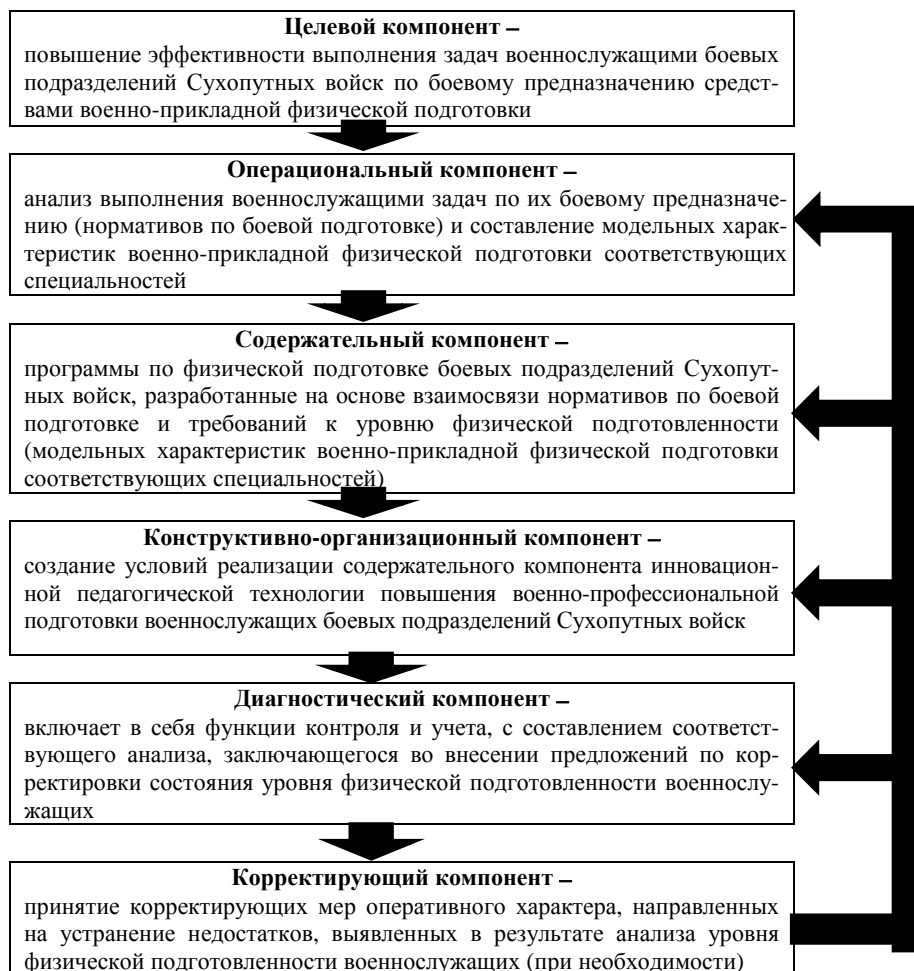 Целевой компонент –
повышение эффективности выполнения задач военнослужащими боевых
подразделений Сухопутных войск по боевому предназначению средст-
вами военно-прикладной физической подготовки
Операциональный компонент –
анализ выполнения военнослужащими задач по их боевому предназначе-
нию (нормативов по боевой подготовке) и составление модельных харак-
теристик военно-прикладной физической подготовки соответствующих
специальностей
Содержательный компонент –
программы по физической подготовке боевых подразделений Сухопут-
ных войск, разработанные на основе взаимосвязи нормативов по боевой
подготовке и требований к уровню физической подготовленности
(модельных характеристик военно-прикладной физической подготовки
соответствующих специальностей)
Конструктивно-организационный компонент –
создание условий реализации содержательного компонента инновацион-
ной педагогической технологии повышения военно-профессиональной
подготовки военнослужащих боевых подразделений Сухопутных войск
Диагностический компонент –
включает в себя функции контроля и учета, с составлением соответст-
вующего анализа, заключающегося во внесении предложений по кор-
ректировки состояния уровня физической подготовленности военнослу-
жащих
Корректирующий компонент –
принятие корректирующих мер оперативного характера, направленных
на устранение недостатков, выявленных в результате анализа уровня
физической подготовленности военнослужащих (при необходимости)